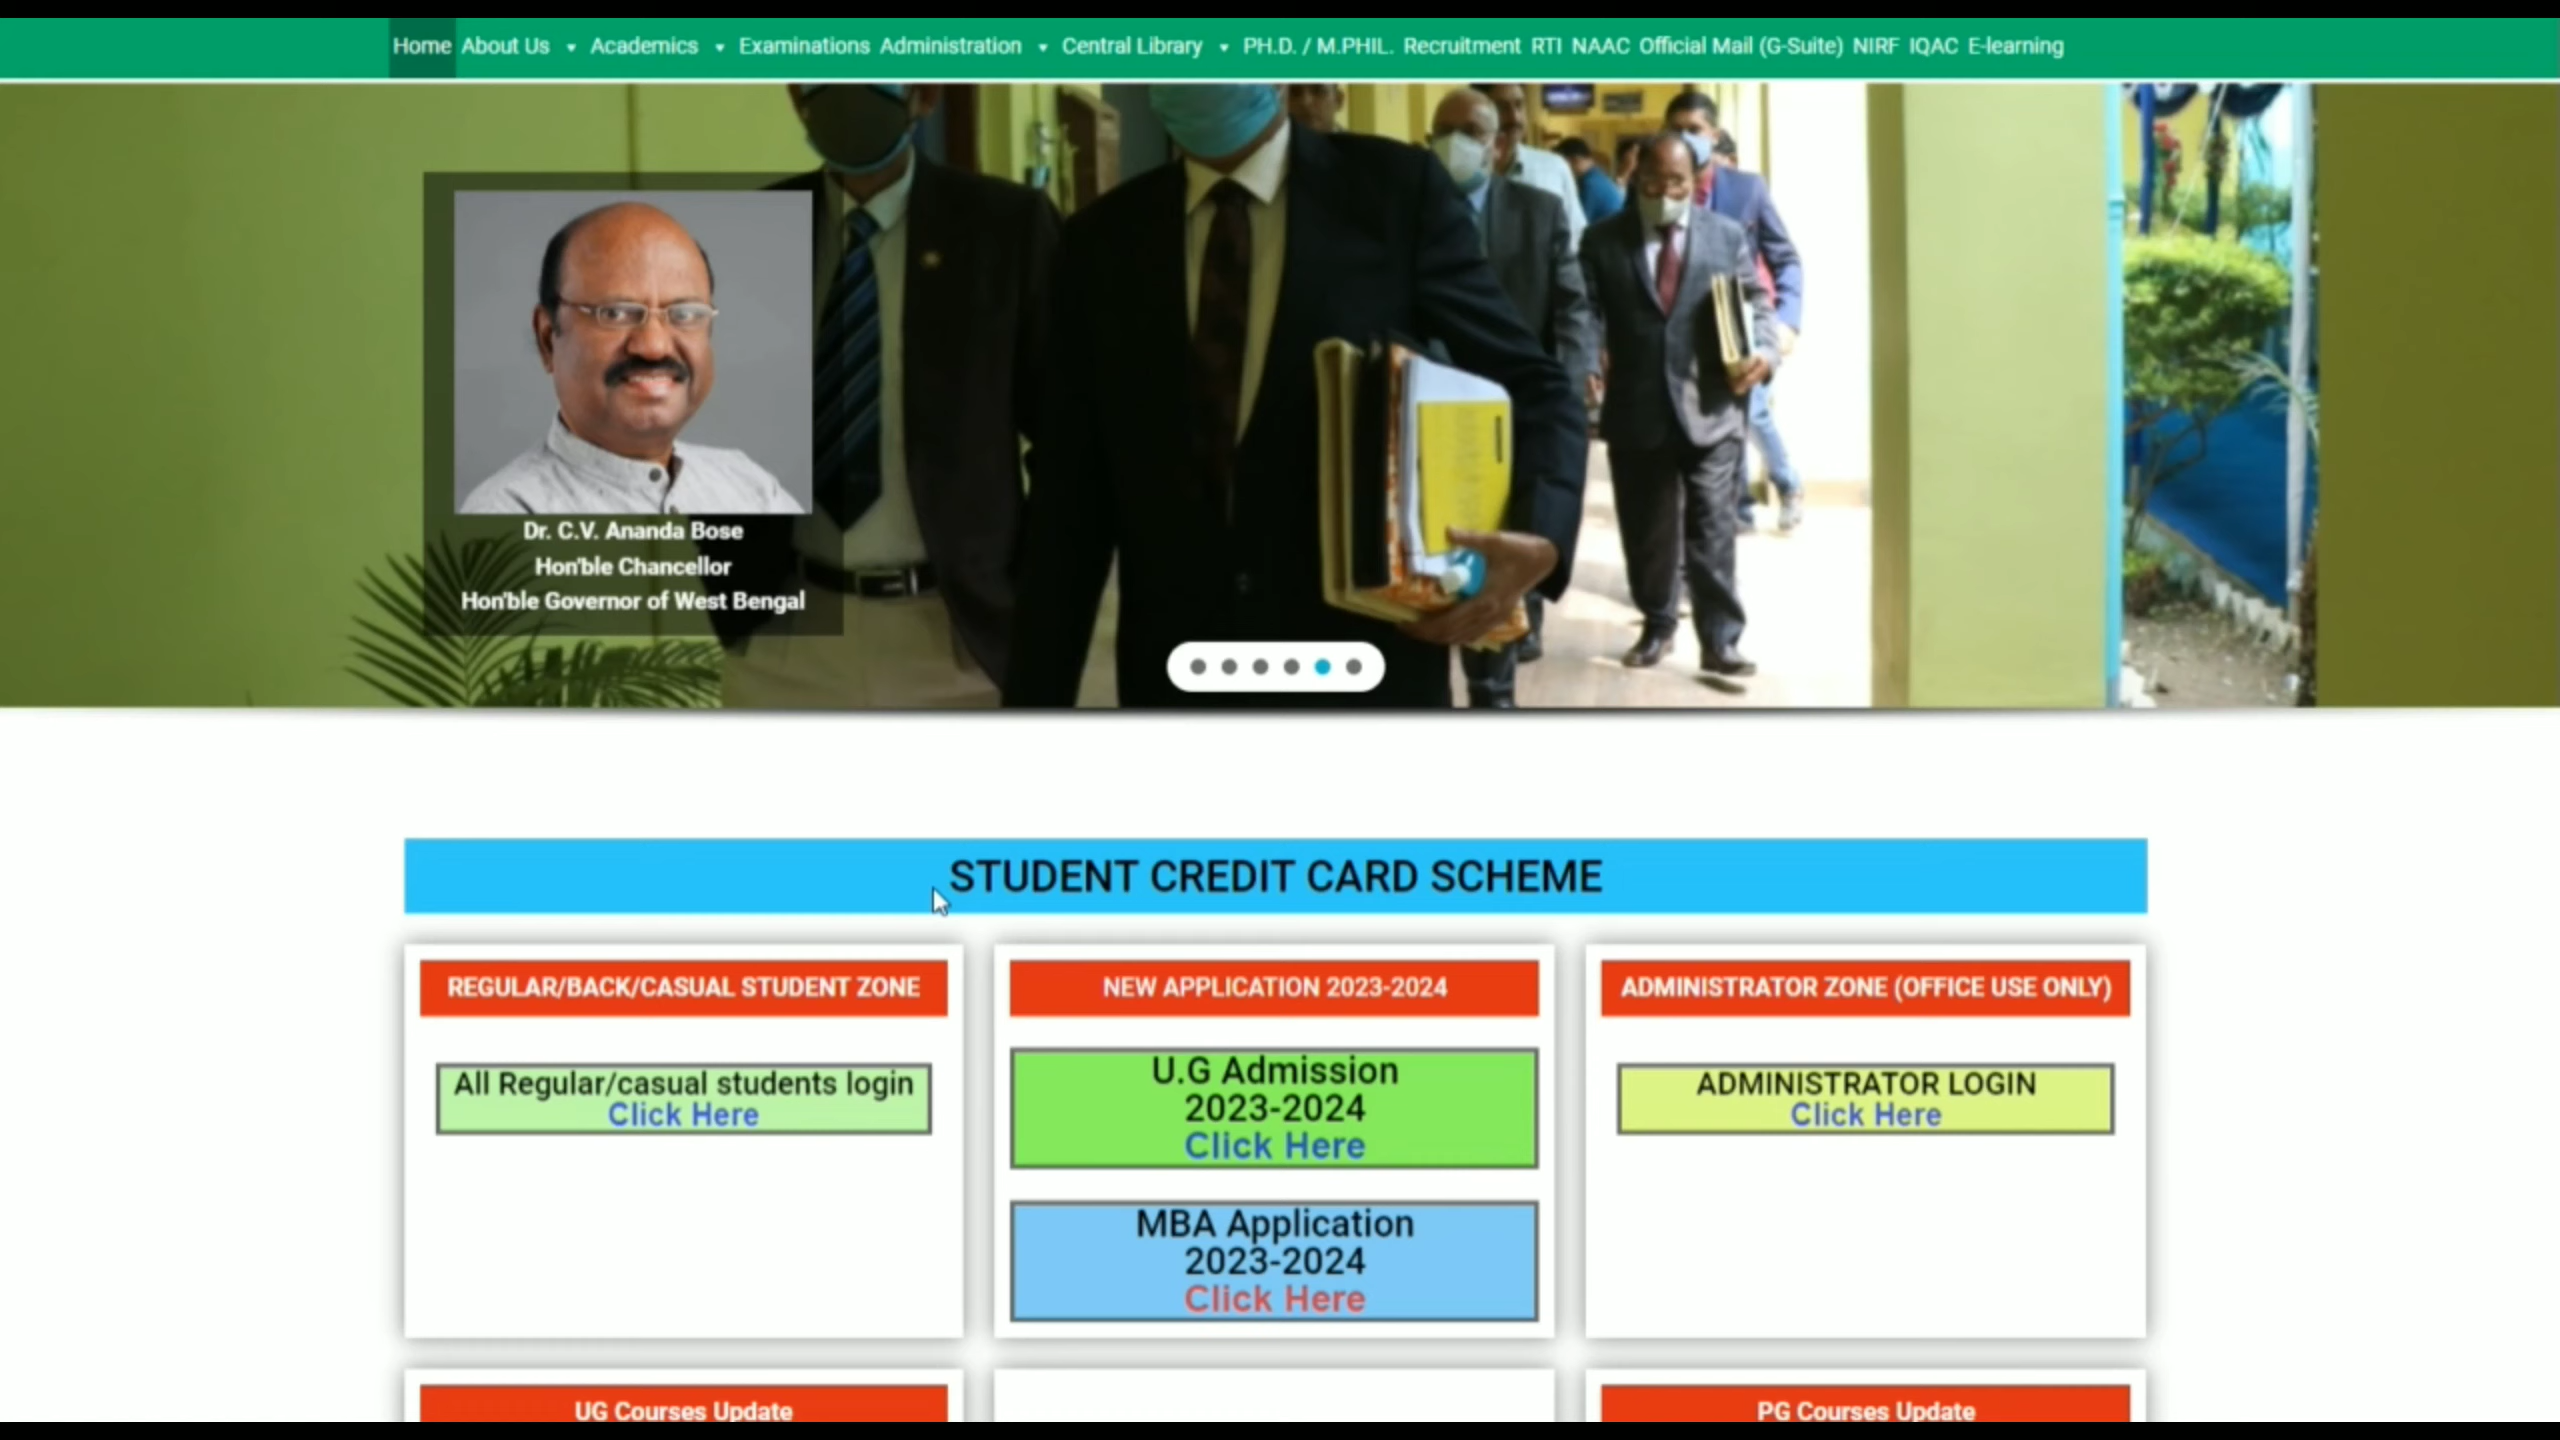 Home About Us Academics Examinations Administration Central Library PH.D. / M.PHIL. Recruitment RTI NAAC Official Mail (G-Suite) NIRF IQAC E-learning
Dr. C.V. Ananda Bose
Hon'ble Chancellor
Hon'ble Governor of West Bengal
STUDENT CREDIT CARD SCHEME
REGULAR/BACK/CASUAL STUDENT ZONE
All Regular/casual students login
Click Here
NEW APPLICATION 2023-2024
U.G Admission
2023-2024
Click Here
MBA Application
2023-2024
Click Here
ADMINISTRATOR ZONE (OFFICE USE ONLY)
ADMINISTRATOR LOGIN
Click Here
UG Courses Update
PG Courses Update